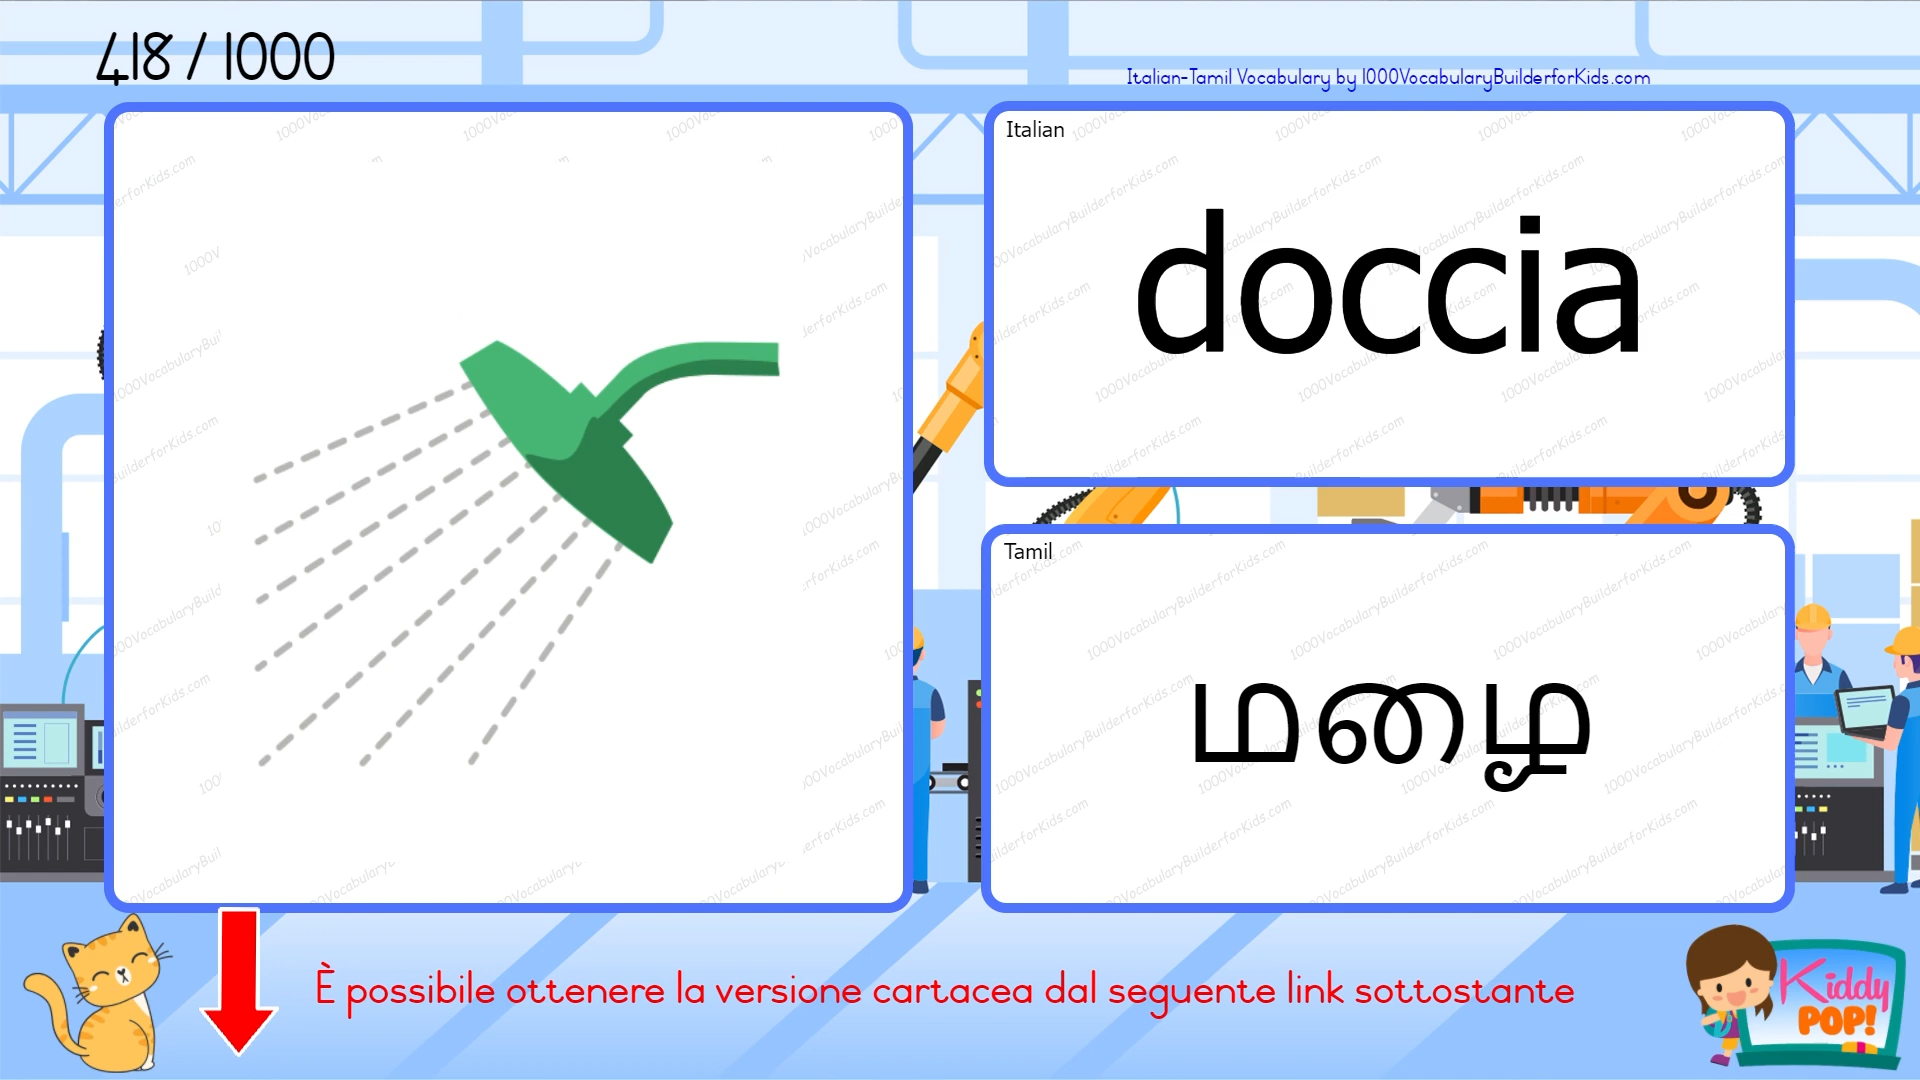 418 / 1000
Italian-Tamil Vocabulary by 1000VocabularyBuilderforKids.com
Italian
doccia
Tamil
மழை
È possibile ottenere la versione cartacea dal seguente link sottostante
Kiddy
POP!